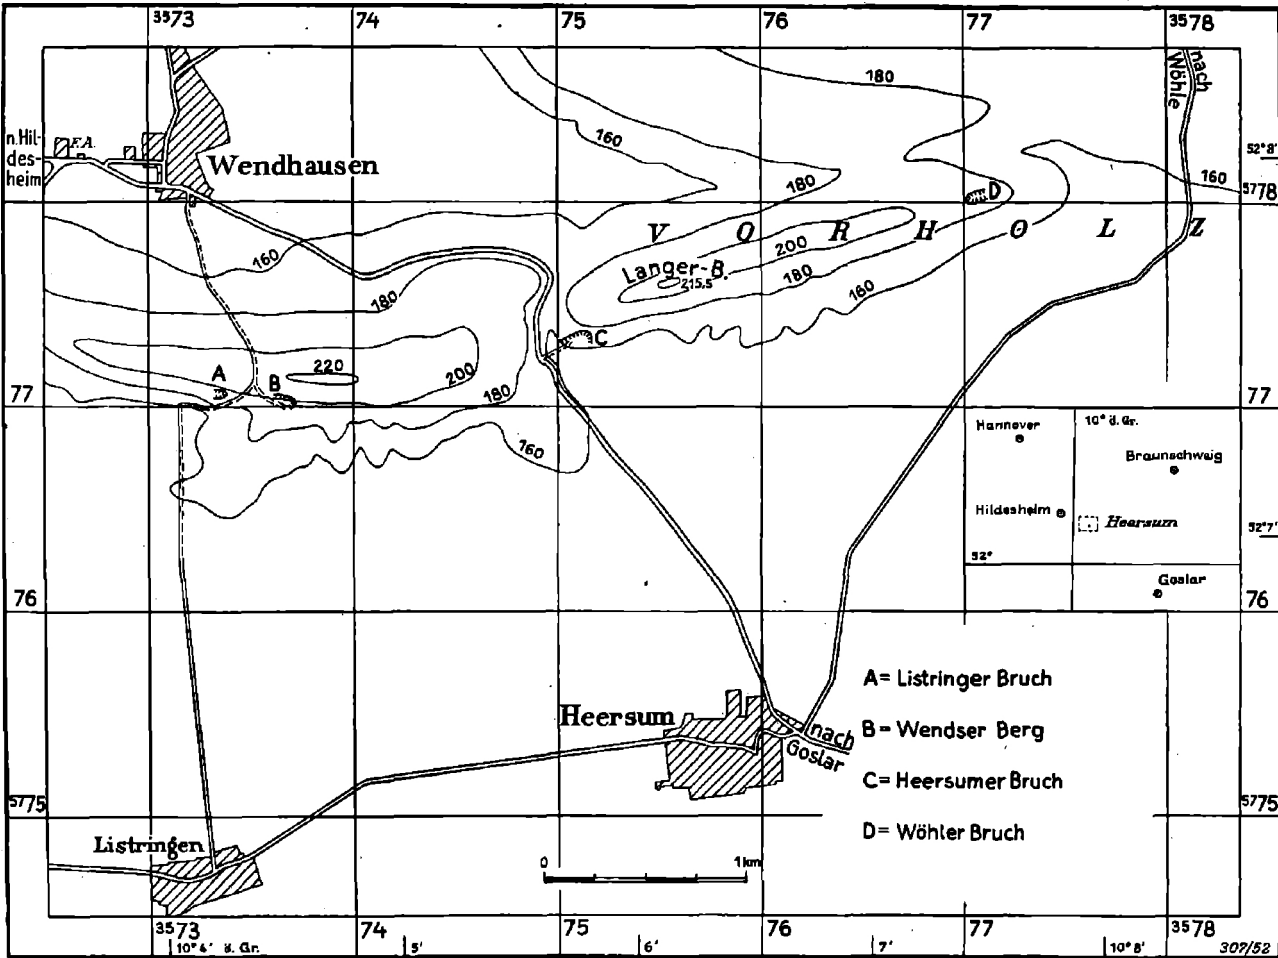 3573 74 75 76 77 3578
180
nach
Wöhle
n. Hil-
des-
heim
F.A.
160
52°8'
Wendhausen
180
D
160
5778
V O R H O L Z
160
200
Langer-B.
215.5
180
180
160
C
A
B
220
200
180
77
77
Hannover
10° ö. Gr.
160
Braunschweig
Hildesheim
Heersum
52°7'
52°
Goslar
76
76
A= Listringer Bruch
Heersum
nach
Goslar
B= Wendser Berg
C= Heersumer Bruch
5775
5775
D= Wöhler Bruch
Listringen
0 1km
3573 74 75 76 77 3578
10°4' ö. Gr. 5' 6' 7' 10°8' 307/52